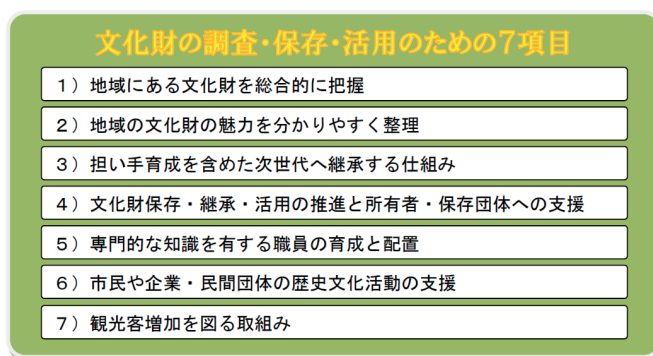 文化財の調査・保存・活用のための7項目
1）地域にある文化財を総合的に把握
2）地域の文化財の魅力を分かりやすく整理
3）担い手育成を含めた次世代へ継承する仕組み
4）文化財保存・継承・活用の推進と所有者・保存団体への支援
5）専門的な知識を有する職員の育成と配置
6）市民や企業・民間団体の歴史文化活動の支援
7）観光客増加を図る取組み